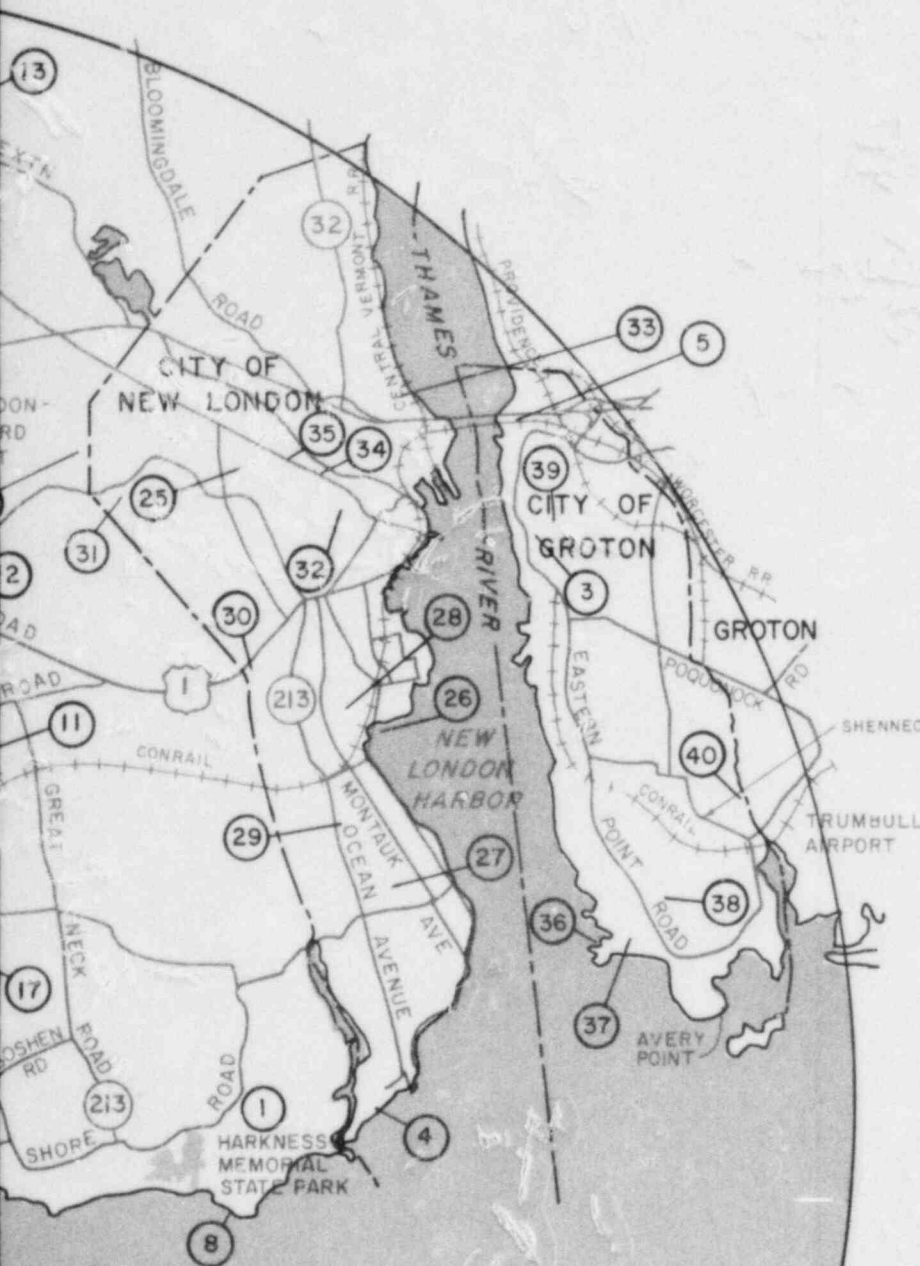 13
BLOOMINGDALE
ROAD
EXTN
32
CENTRAL VERMONT RR
THAMES
RIVER
33
5
CITY OF
NEW LONDON
35
34
39
CITY OF
GROTON
25
31
32
3
WORCESTER RR
30
28
GROTON
ROAD
1
213
26
EASTERN
POINT
ROAD
POQUONOCK
RD
11
CONRAIL
NEW
LONDON
HARBOR
40
CONRAIL
TRUMBULL
AIRPORT
GREAT
NECK
ROAD
29
MONTAUK
AVE
OCEAN
AVENUE
27
38
36
17
37
AVERY
POINT
RD
213
ROAD
1
4
SHORE
HARKNESS
MEMORIAL
STATE PARK
8